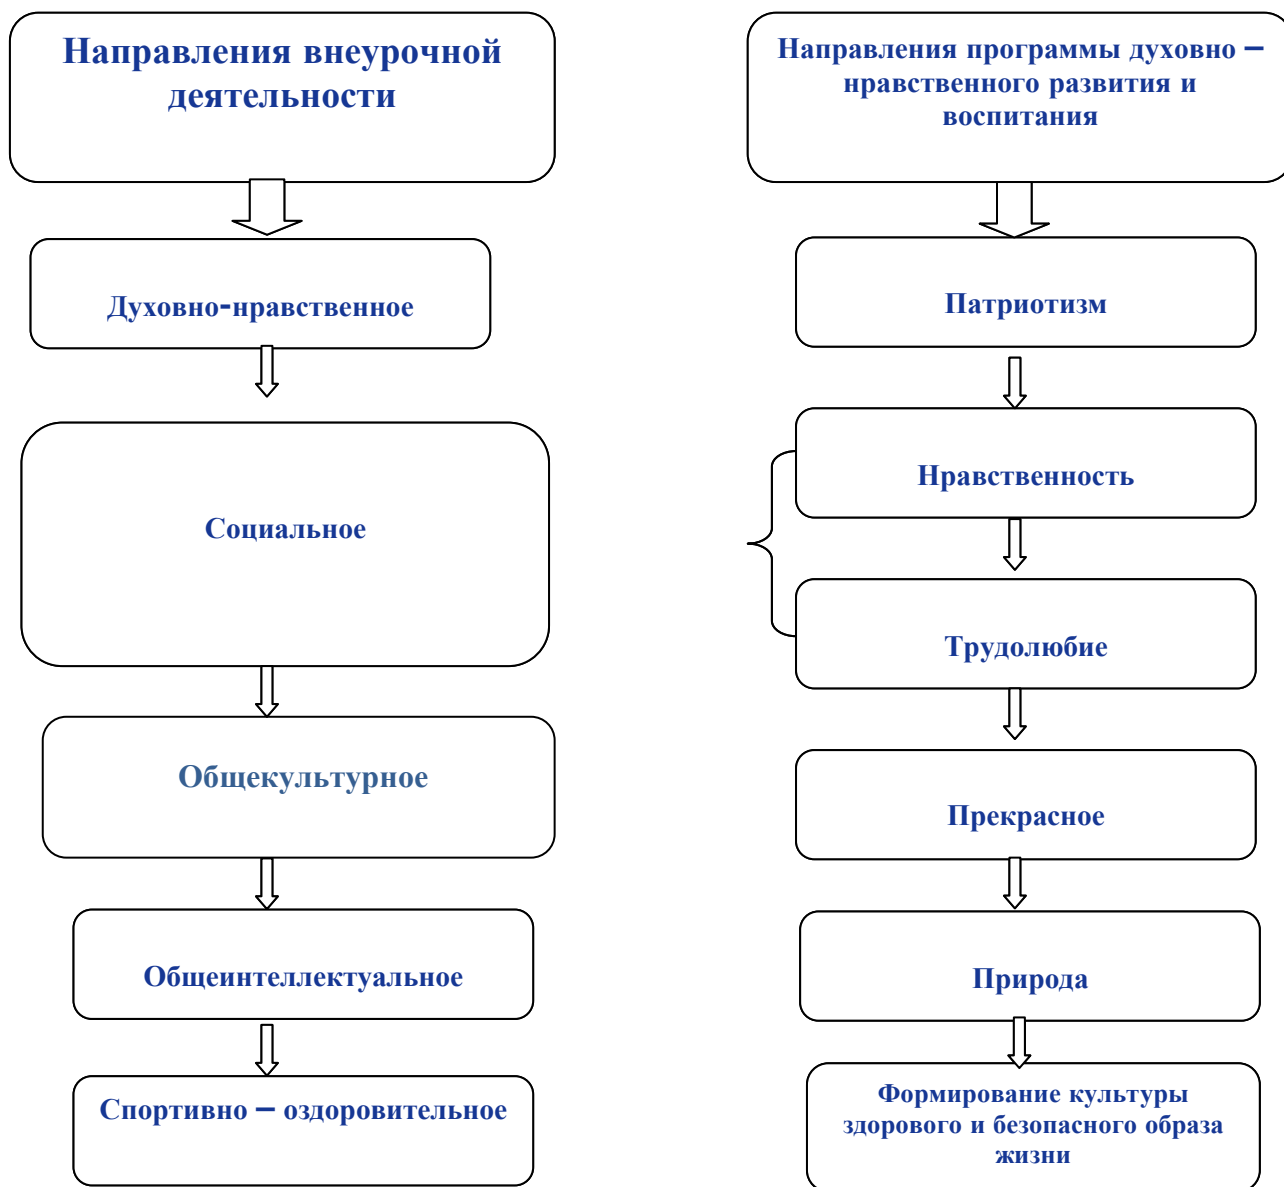 Направления внеурочной
деятельности
Духовно-нравственное
Социальное
Общекультурное
Общеинтеллектуальное
Спортивно – оздоровительное
Направления программы духовно –
нравственного развития и
воспитания
Патриотизм
Нравственность
Трудолюбие
Прекрасное
Природа
Формирование культуры
здорового и безопасного образа
жизни